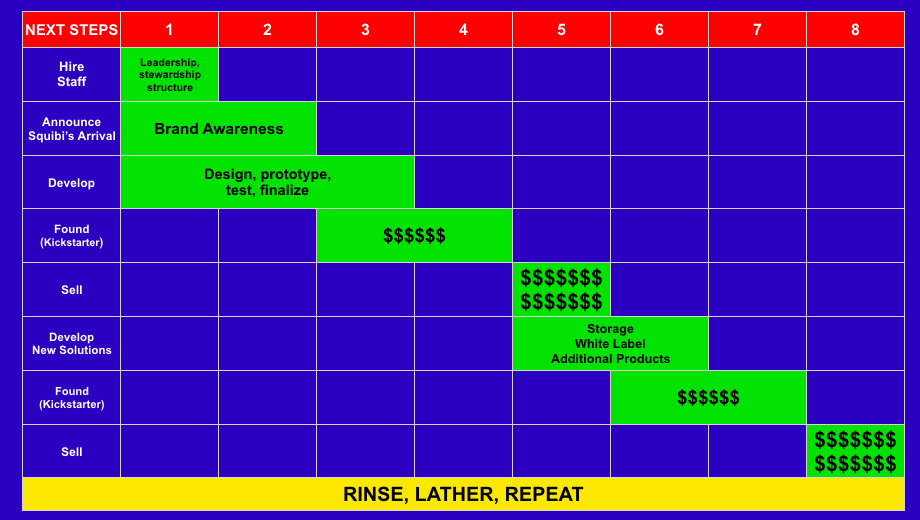 NEXT STEPS 1 2 3 4 5 6 7 8
Hire
Staff
Leadership,
stewardship
structure
Announce
Squibi's Arrival
Brand Awareness
Develop
Design, prototype,
test, finalize
Found
(Kickstarter)
$$$$$$
Sell
$$$$$$$
$$$$$$$
Develop
New Solutions
Storage
White Label
Additional Products
Found
(Kickstarter)
$$$$$$
Sell
$$$$$$$
$$$$$$$
RINSE, LATHER, REPEAT